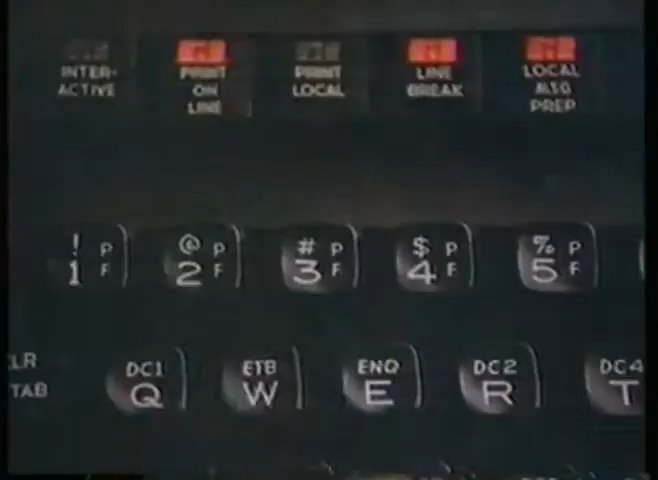 INTER-
ACTIVE
PRINT
ON
LINE
PRINT
LOCAL
LINE
BREAK
LOCAL
MSG
PREP
! P
1 F
@ P
2 F
# P
3 F
$ P
4 F
% P
5 F
TAB
DC1
Q
ETB
W
ENQ
E
DC2
R
DC4
T